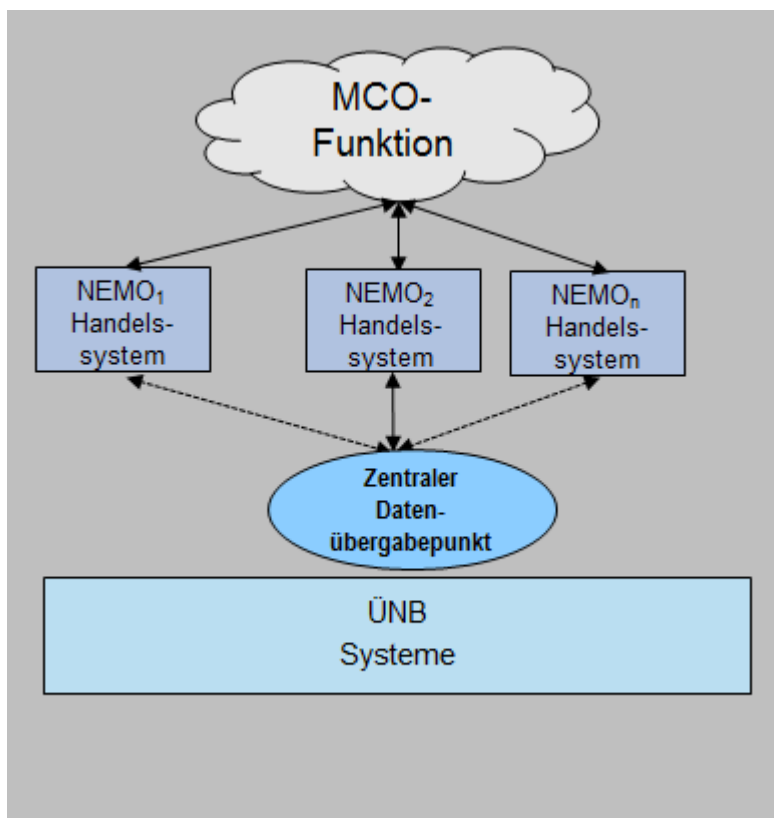 MCO-
Funktion
NEMO₁
Handels-
system
NEMO₂
Handels-
system
NEMOₙ
Handels-
system
Zentraler
Daten-
übergabepunkt
ÜNB
Systeme